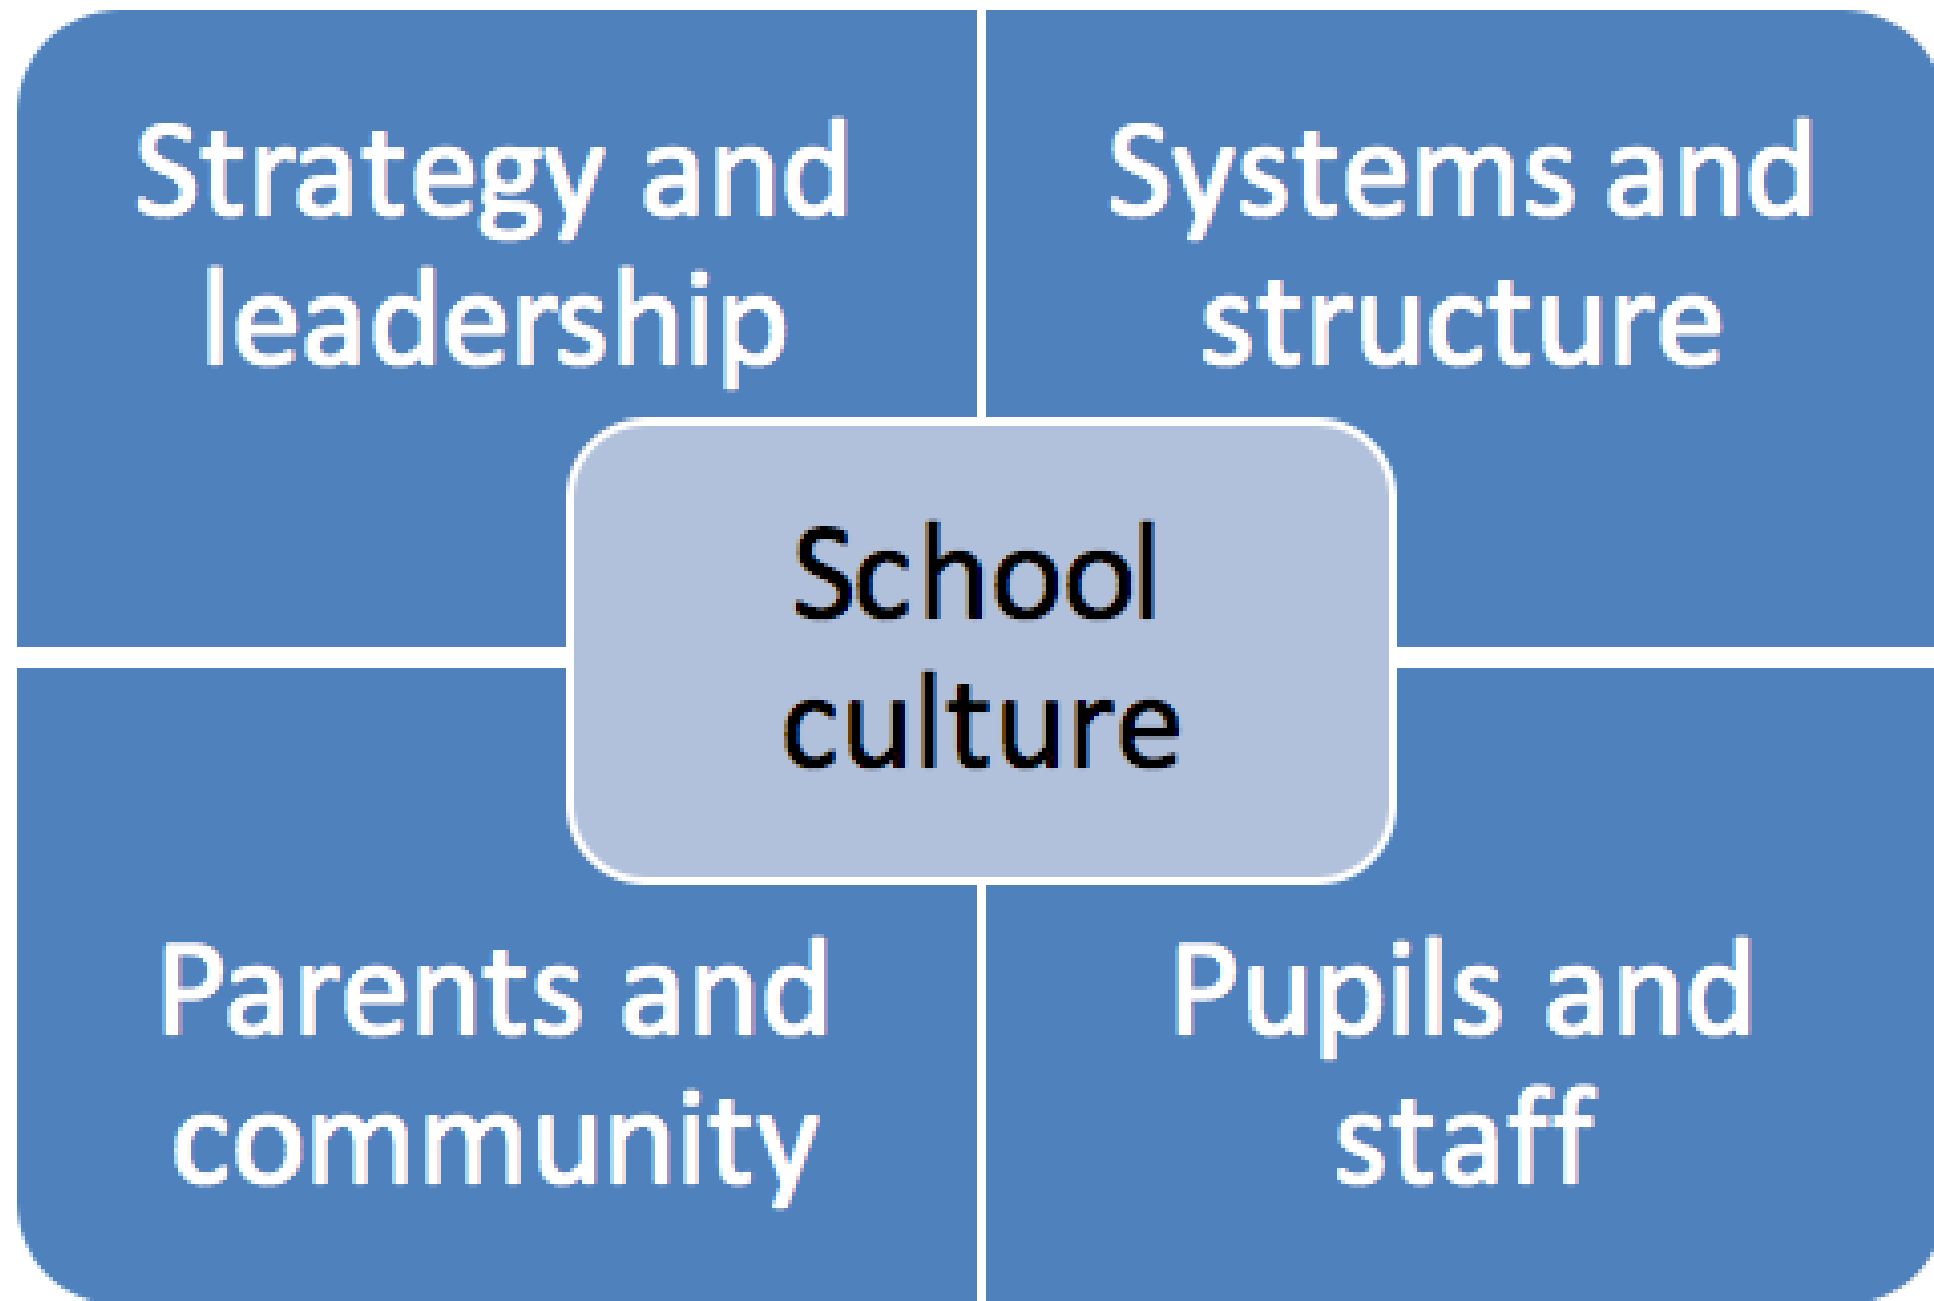 Strategy and
leadership
Systems and
structure
School
culture
Parents and
community
Pupils and
staff